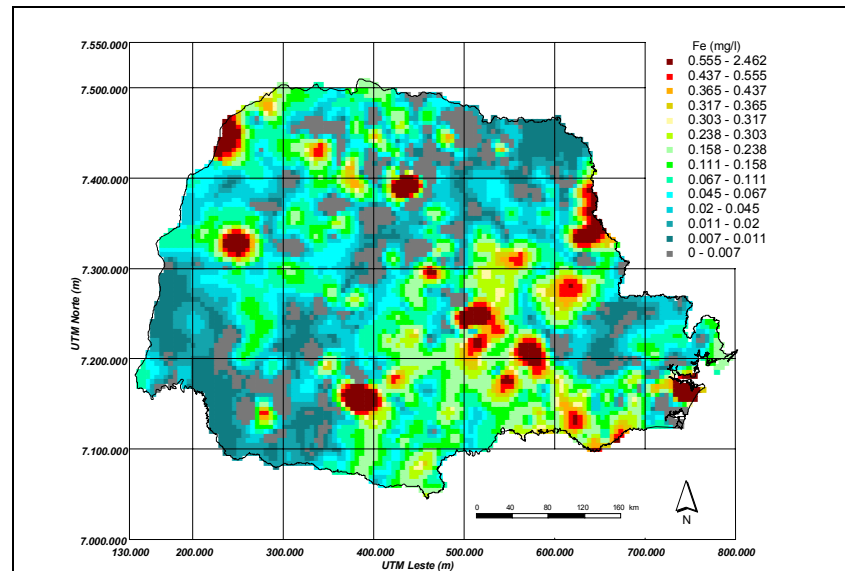 Fe (mg/l)
0.555 - 2.462
0.437 - 0.555
0.365 - 0.437
0.317 - 0.365
0.303 - 0.317
0.238 - 0.303
0.158 - 0.238
0.111 - 0.158
0.067 - 0.111
0.045 - 0.067
0.02 - 0.045
0.011 - 0.02
0.007 - 0.011
0 - 0.007
7.550.000
7.500.000
7.400.000
7.300.000
7.200.000
7.100.000
7.000.000
UTM Norte (m)
0 40 80 120 160 km
N
130.000 200.000 300.000 400.000 500.000 600.000 700.000 800.000
UTM Leste (m)